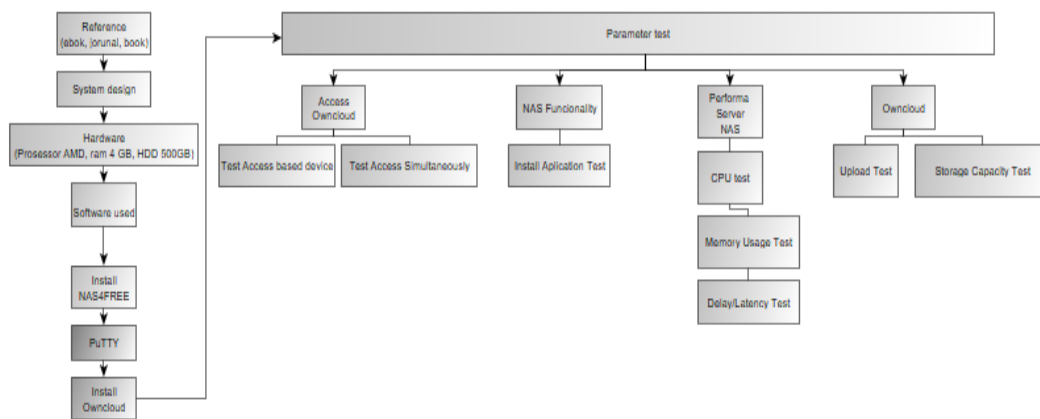 Reference
(ebok, jorunal, book)
System design
Hardware
(Prosessor AMD, ram 4 GB, HDD 500GB)
Software used
Install
NAS4FREE
PuTTY
Install
Owncloud
Parameter test
Access
Owncloud
Test Access based device
Test Access Simultaneously
NAS Funcionality
Install Aplication Test
Performa
Server
NAS
CPU test
Memory Usage Test
Delay/Latency Test
Owncloud
Upload Test
Storage Capacity Test